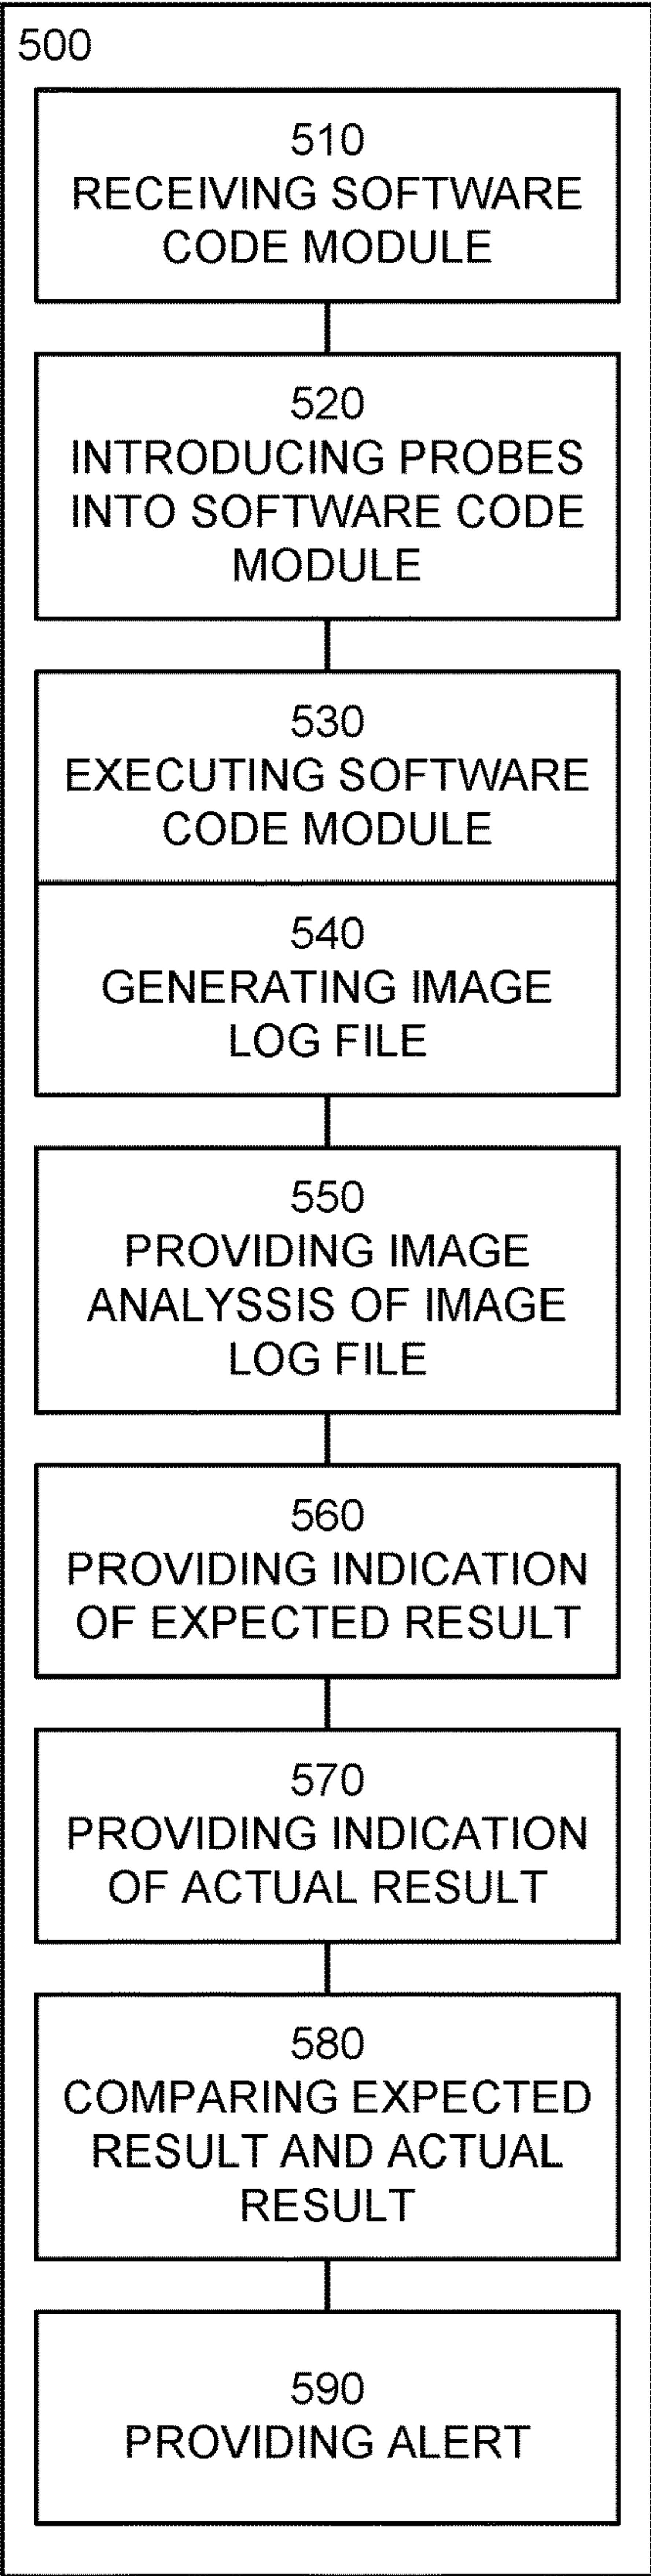 500
510
RECEIVING SOFTWARE
CODE MODULE
520
INTRODUCING PROBES
INTO SOFTWARE CODE
MODULE
530
EXECUTING SOFTWARE
CODE MODULE
540
GENERATING IMAGE
LOG FILE
550
PROVIDING IMAGE
ANALYSSIS OF IMAGE
LOG FILE
560
PROVIDING INDICATION
OF EXPECTED RESULT
570
PROVIDING INDICATION
OF ACTUAL RESULT
580
COMPARING EXPECTED
RESULT AND ACTUAL
RESULT
590
PROVIDING ALERT